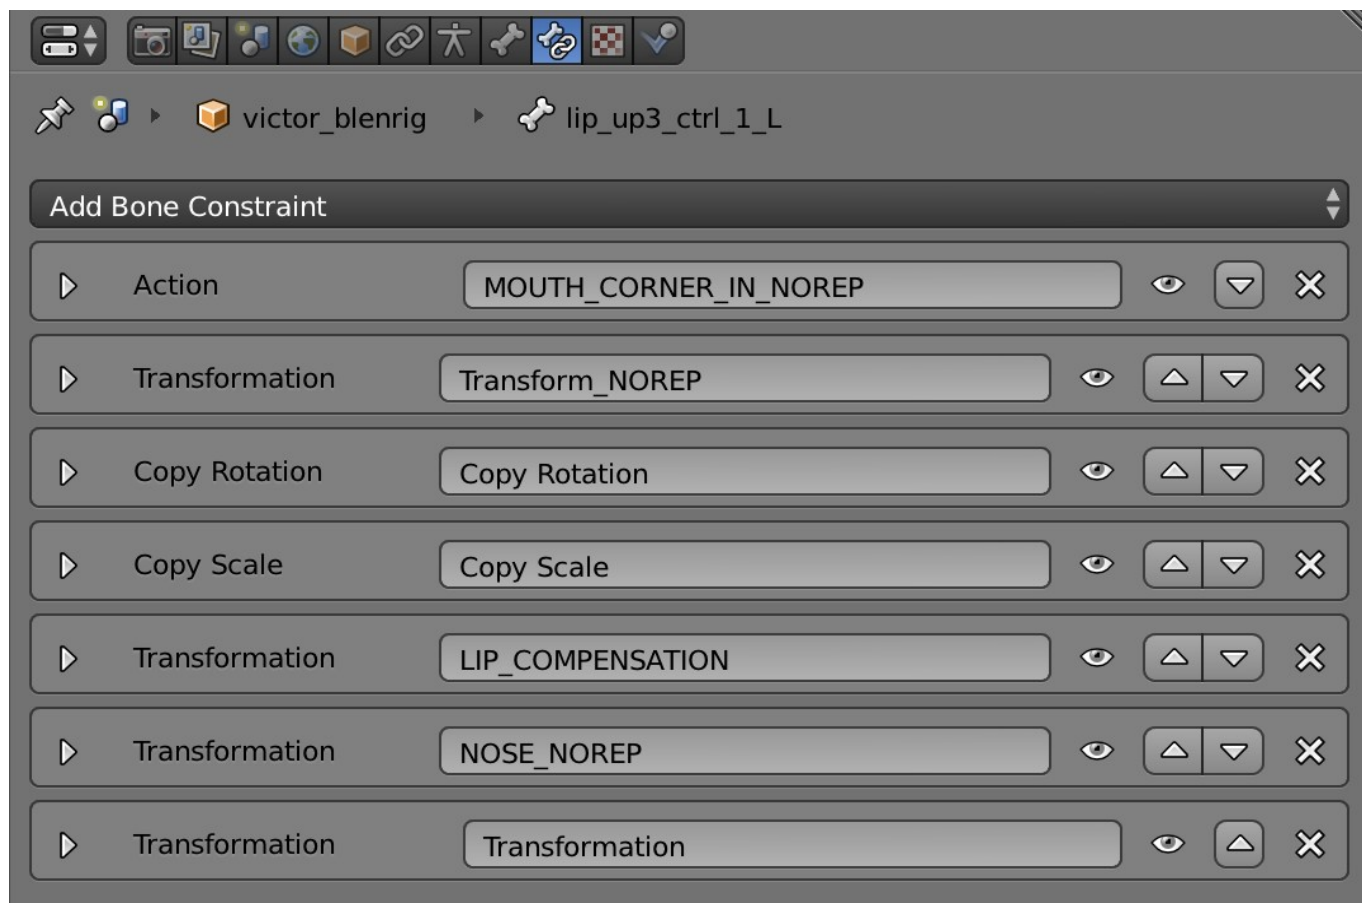 victor_blenrig lip_up3_ctrl_1_L
Add Bone Constraint
Action MOUTH_CORNER_IN_NOREP
Transformation Transform_NOREP
Copy Rotation Copy Rotation
Copy Scale Copy Scale
Transformation LIP_COMPENSATION
Transformation NOSE_NOREP
Transformation Transformation